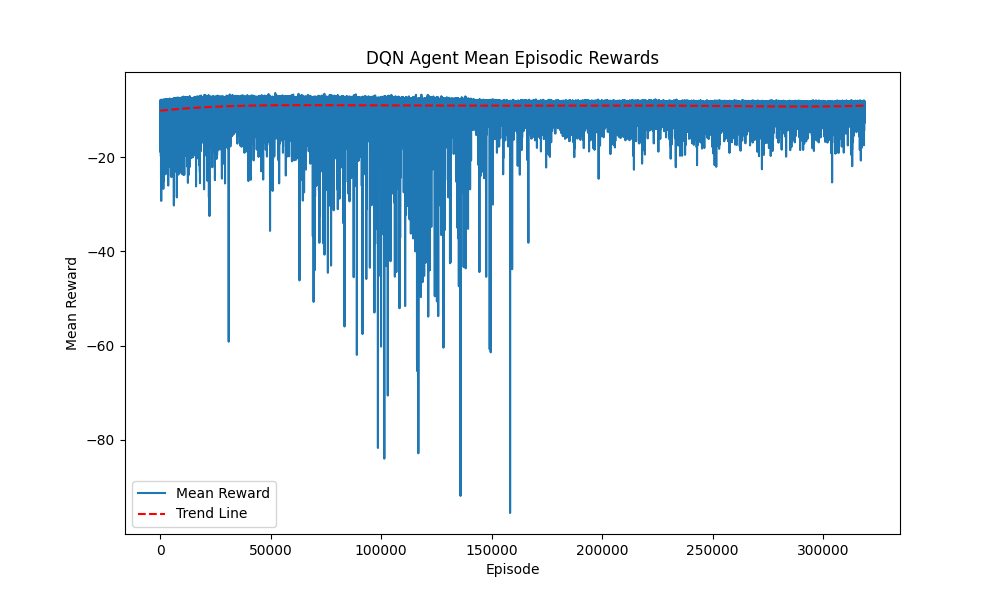 DQN Agent Mean Episodic Rewards
Mean Reward
−20
−40
−60
−80
Mean Reward
Trend Line
0
50000
100000
150000
200000
250000
300000
Episode